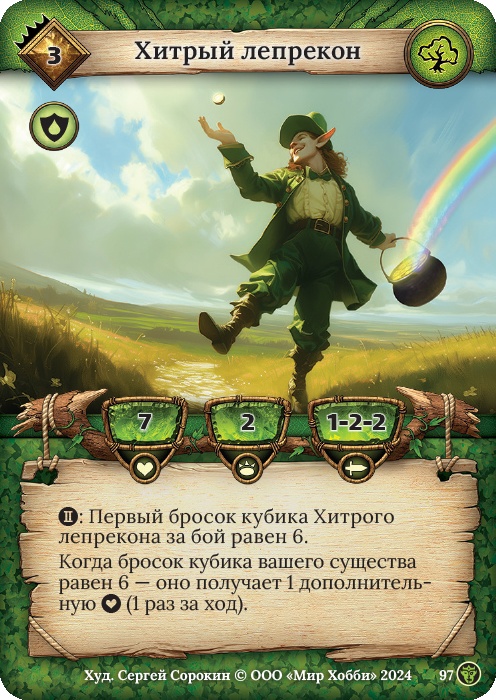 3
Хитрый лепрекон
7
2
1-2-2
II: Первый бросок кубика Хитрого
лепрекона за бой равен 6.
Когда бросок кубика вашего существа
равен 6 — оно получает 1 дополнитель-
ную (1 раз за ход).
Худ. Сергей Сорокин © ООО «Мир Хобби» 2024
97